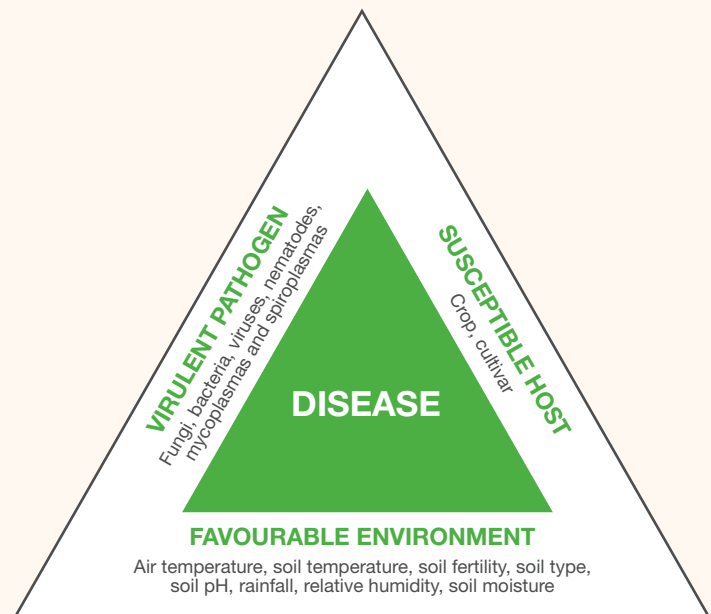 VIRULENT PATHOGEN
Fungi, bacteria, viruses, nematodes,
mycoplasmas and spiroplasmas
SUSCEPTIBLE HOST
Crop, cultivar
DISEASE
FAVOURABLE ENVIRONMENT
Air temperature, soil temperature, soil fertility, soil type,
soil pH, rainfall, relative humidity, soil moisture